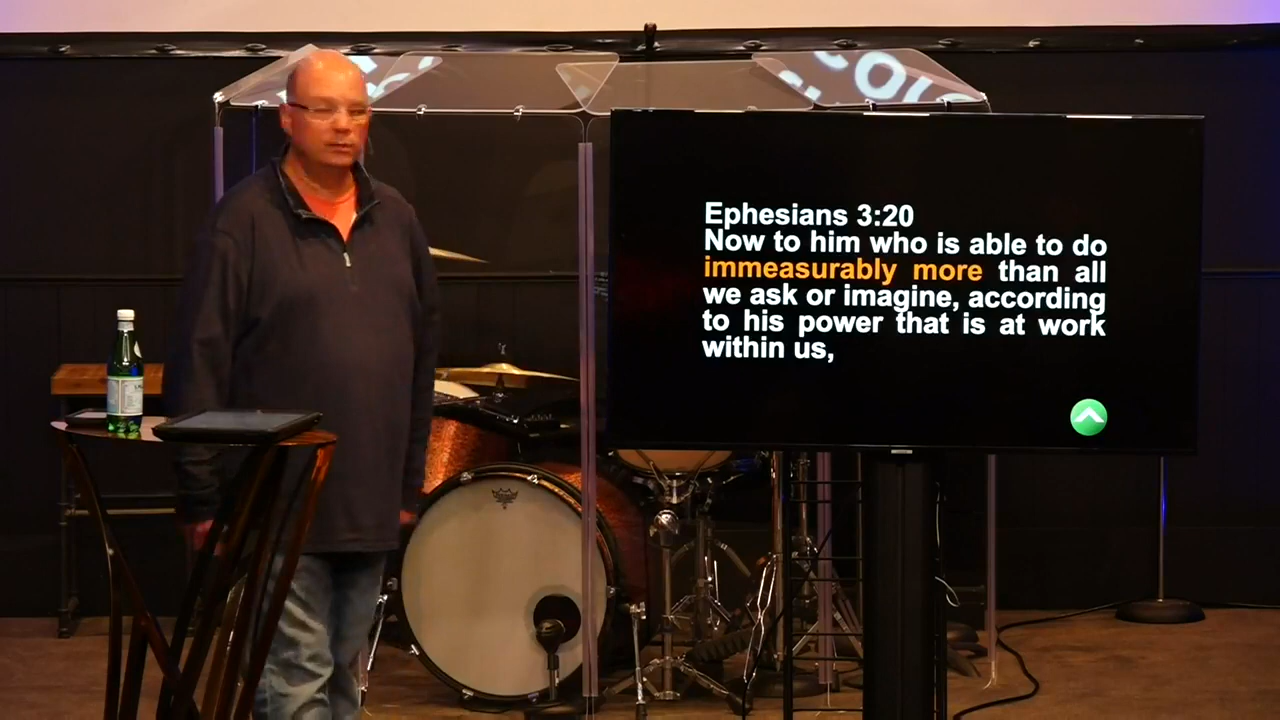 Ephesians 3:20
Now to him who is able to do
immeasurably more than all
we ask or imagine, according
to his power that is at work
within us,